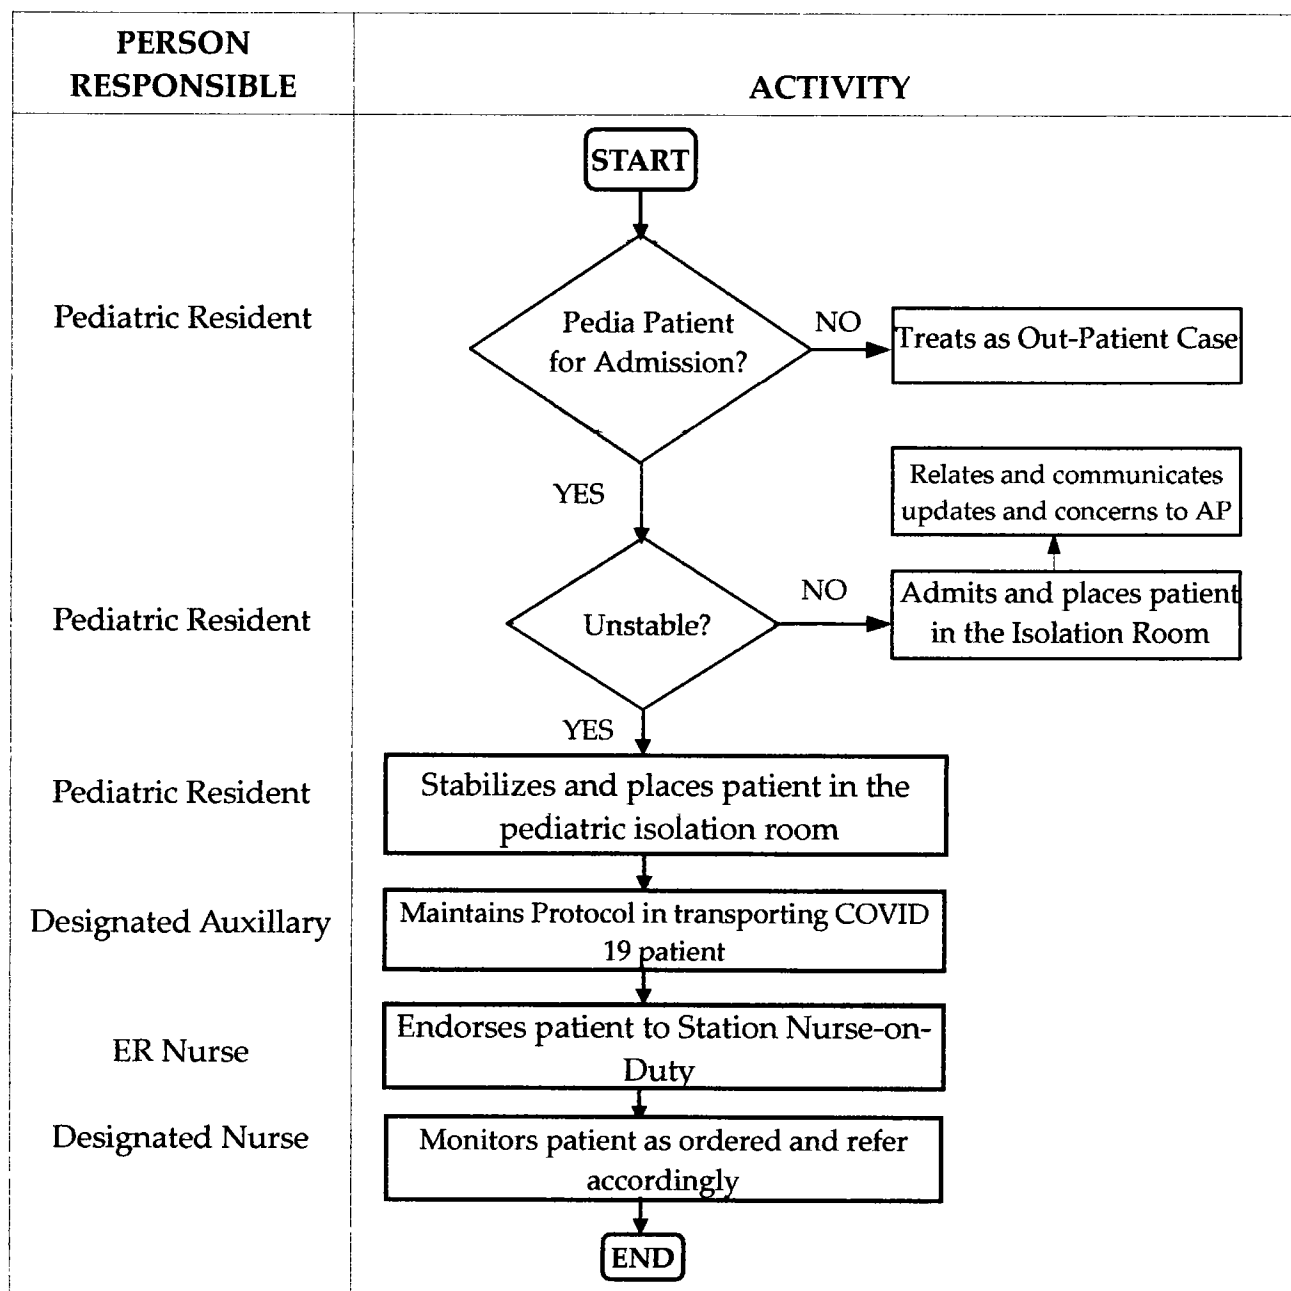 PERSON
RESPONSIBLE
ACTIVITY
START
Pediatric Resident
Pedia Patient
for Admission?
NO
Treats as Out-Patient Case
YES
Relates and communicates
updates and concerns to AP
Pediatric Resident
Unstable?
NO
Admits and places patient
in the Isolation Room
YES
Pediatric Resident
Stabilizes and places patient in the
pediatric isolation room
Designated Auxillary
Maintains Protocol in transporting COVID
19 patient
ER Nurse
Endorses patient to Station Nurse-on-
Duty
Designated Nurse
Monitors patient as ordered and refer
accordingly
END